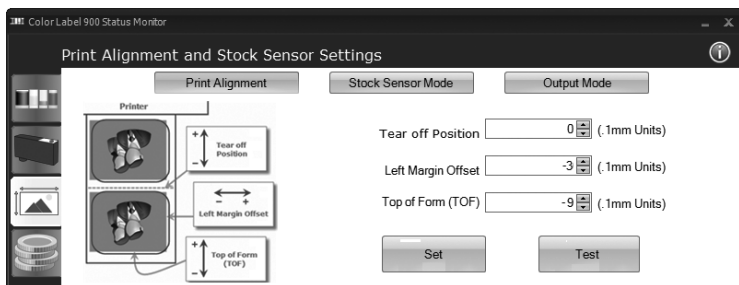 Color Label 900 Status Monitor
Print Alignment and Stock Sensor Settings
Print Alignment
Stock Sensor Mode
Output Mode
Printer
+
-
Tear off
Position
- +
Left Margin Offset
+
-
Top of Form
(TOF)
Tear off Position 0 (.1mm Units)
Left Margin Offset -3 (.1mm Units)
Top of Form (TOF) -9 (.1mm Units)
Set
Test